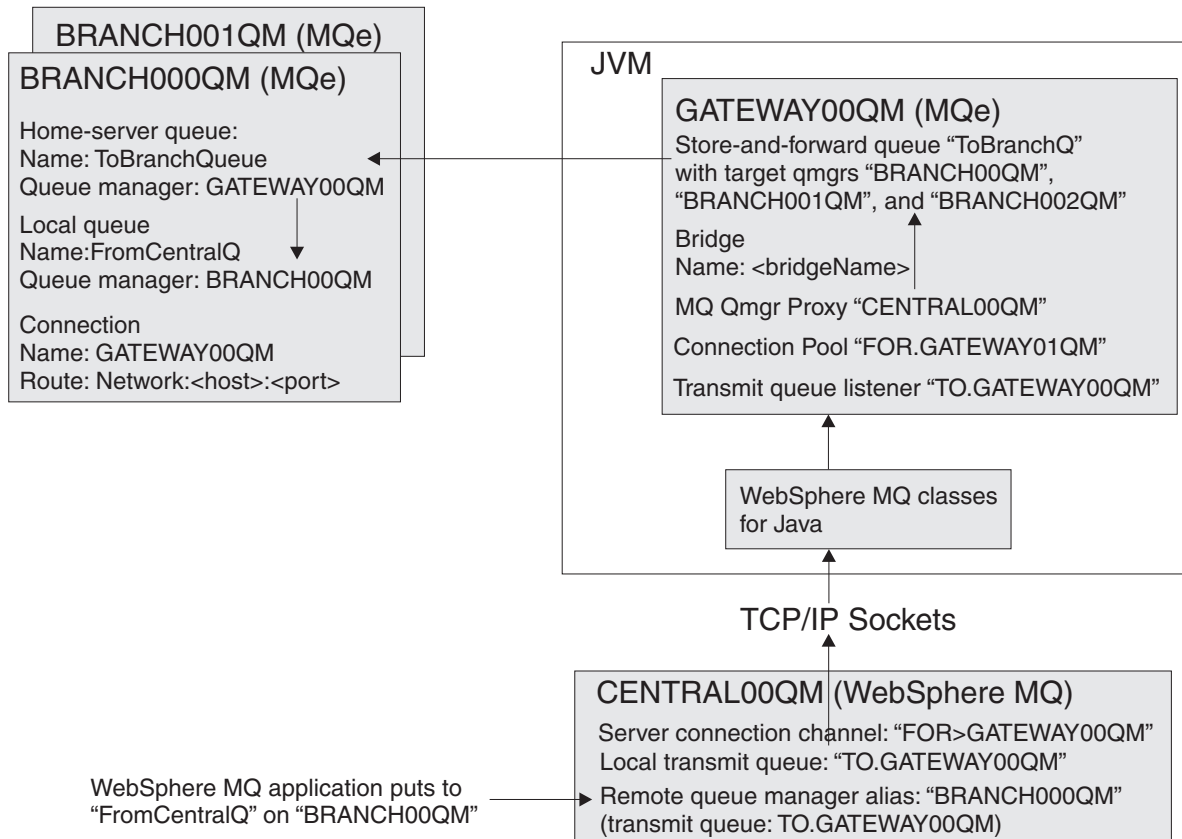 BRANCH001QM (MQe)
BRANCH000QM (MQe)
Home-server queue:
Name: ToBranchQueue
Queue manager: GATEWAY00QM
Local queue
Name:FromCentralQ
Queue manager: BRANCH00QM
Connection
Name: GATEWAY00QM
Route: Network:<host>:<port>
JVM
GATEWAY00QM (MQe)
Store-and-forward queue “ToBranchQ”
with target qmgrs “BRANCH00QM”,
“BRANCH001QM”, and “BRANCH002QM”
Bridge
Name: <bridgeName>
MQ Qmgr Proxy “CENTRAL00QM”
Connection Pool “FOR.GATEWAY01QM”
Transmit queue listener “TO.GATEWAY00QM”
WebSphere MQ classes
for Java
TCP/IP Sockets
CENTRAL00QM (WebSphere MQ)
Server connection channel: “FOR>GATEWAY00QM”
Local transmit queue: “TO.GATEWAY00QM”
Remote queue manager alias: “BRANCH000QM”
(transmit queue: TO.GATEWAY00QM)
WebSphere MQ application puts to
“FromCentralQ” on “BRANCH00QM”